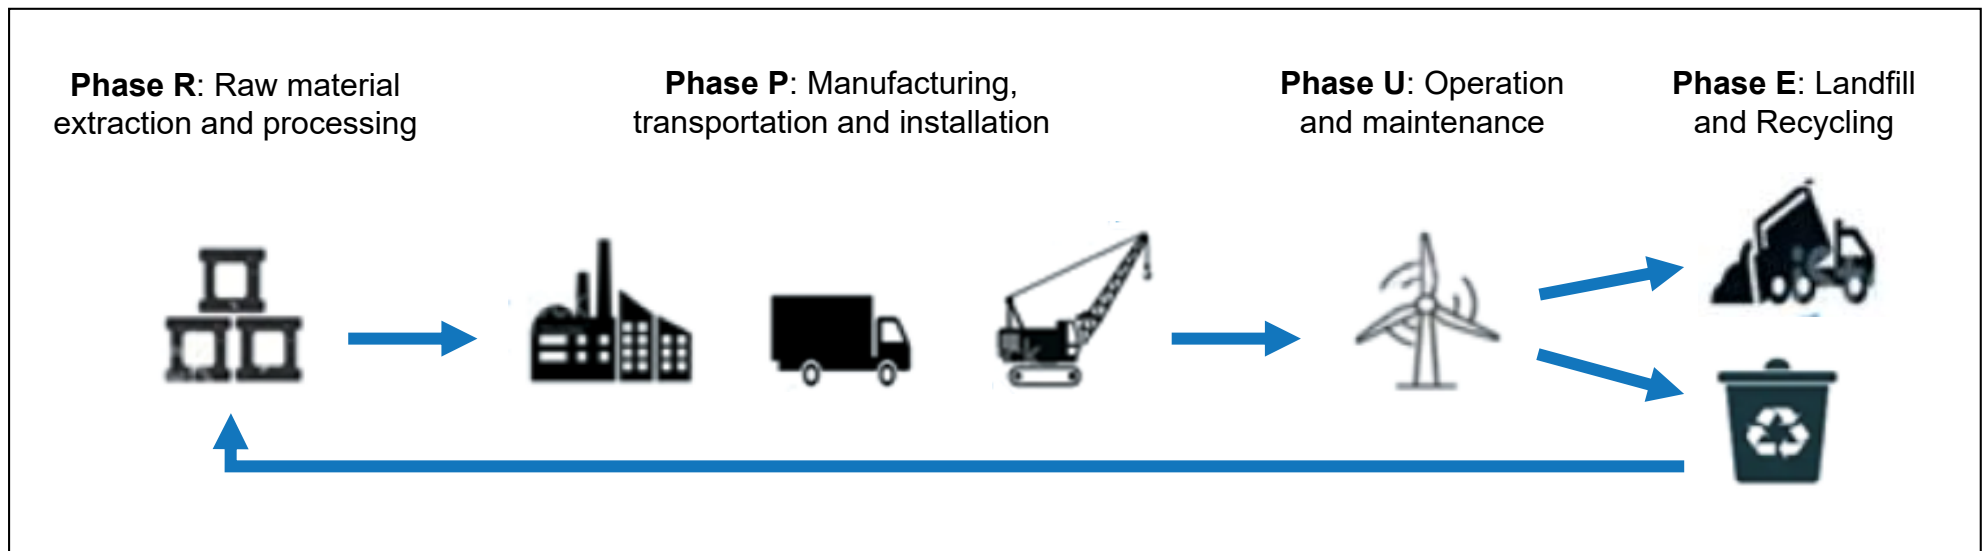 Phase R: Raw material
extraction and processing
Phase P: Manufacturing,
transportation and installation
Phase U: Operation
and maintenance
Phase E: Landfill
and Recycling